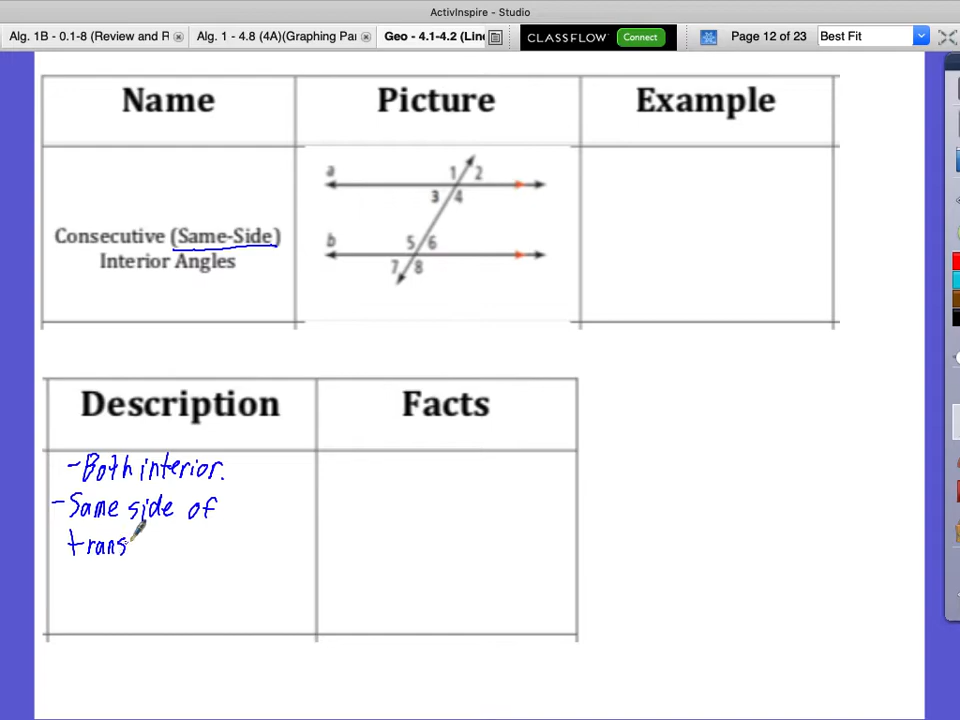 ActivInspire - Studio
Alg. 1B - 0.1-8 (Review and R
Alg. 1 - 4.8 (4A)(Graphing Par
Geo - 4.1-4.2 (Line
CLASSFLOW
Connect
Page 12 of 23
Best Fit
Name
Picture
Example
Consecutive (Same-Side)
Interior Angles
a
1 2
3 4
b
5 6
7 8
Description
Facts
- Both interior.
- Same side of
trans